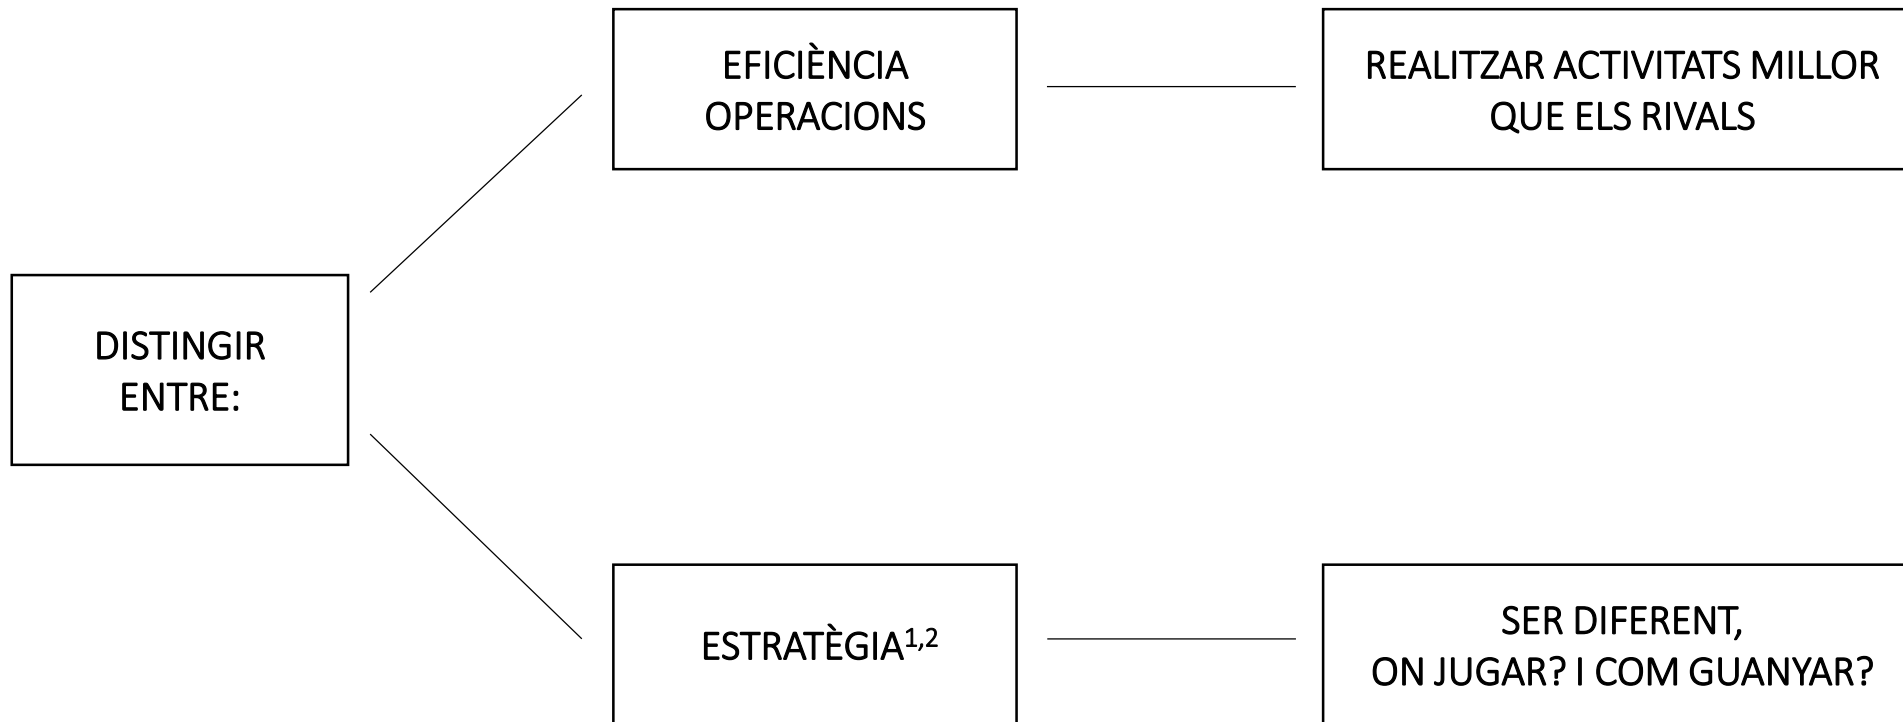 EFICIÈNCIA
OPERACIONS
REALITZAR ACTIVITATS MILLOR
QUE ELS RIVALS
DISTINGIR
ENTRE:
ESTRATÈGIA1,2
SER DIFERENT,
ON JUGAR? I COM GUANYAR?